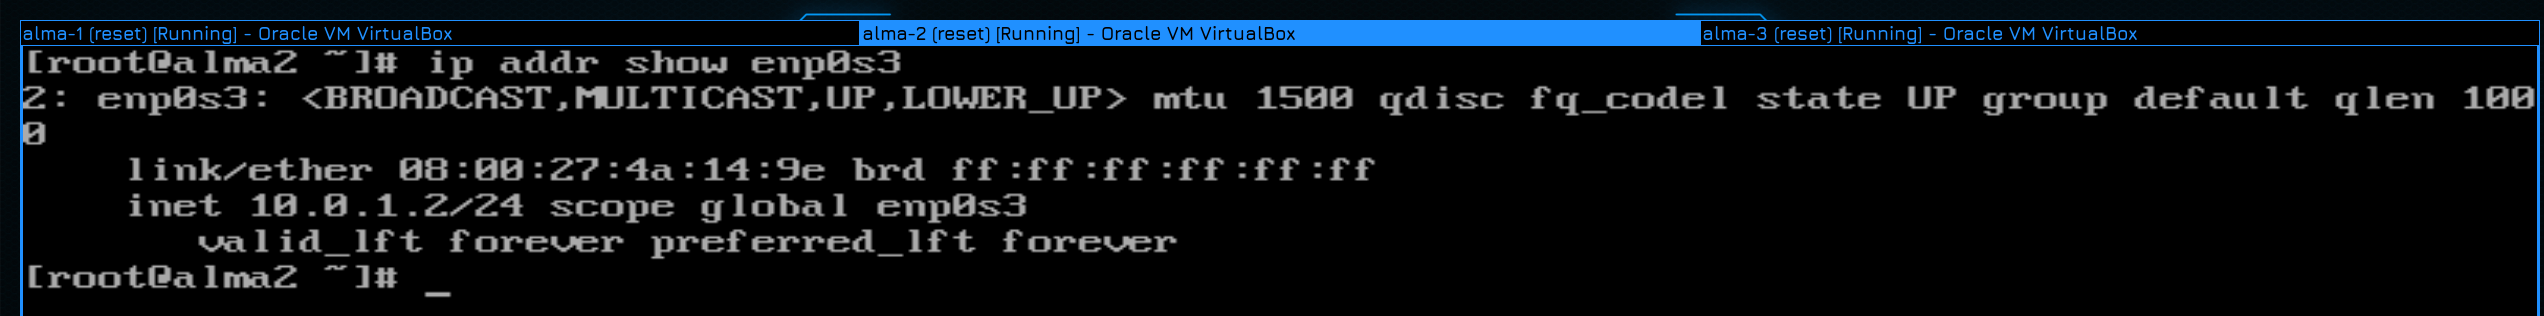 alma-1 (reset) [Running] - Oracle VM VirtualBox
alma-2 (reset) [Running] - Oracle VM VirtualBox
alma-3 (reset) [Running] - Oracle VM VirtualBox
[root@alma2 ~]# ip addr show enp0s3
2: enp0s3: <BROADCAST,MULTICAST,UP,LOWER_UP> mtu 1500 qdisc fq_codel state UP group default qlen 100
0
    link/ether 08:00:27:4a:14:9e brd ff:ff:ff:ff:ff:ff
    inet 10.0.1.2/24 scope global enp0s3
       valid_lft forever preferred_lft forever
[root@alma2 ~]# _